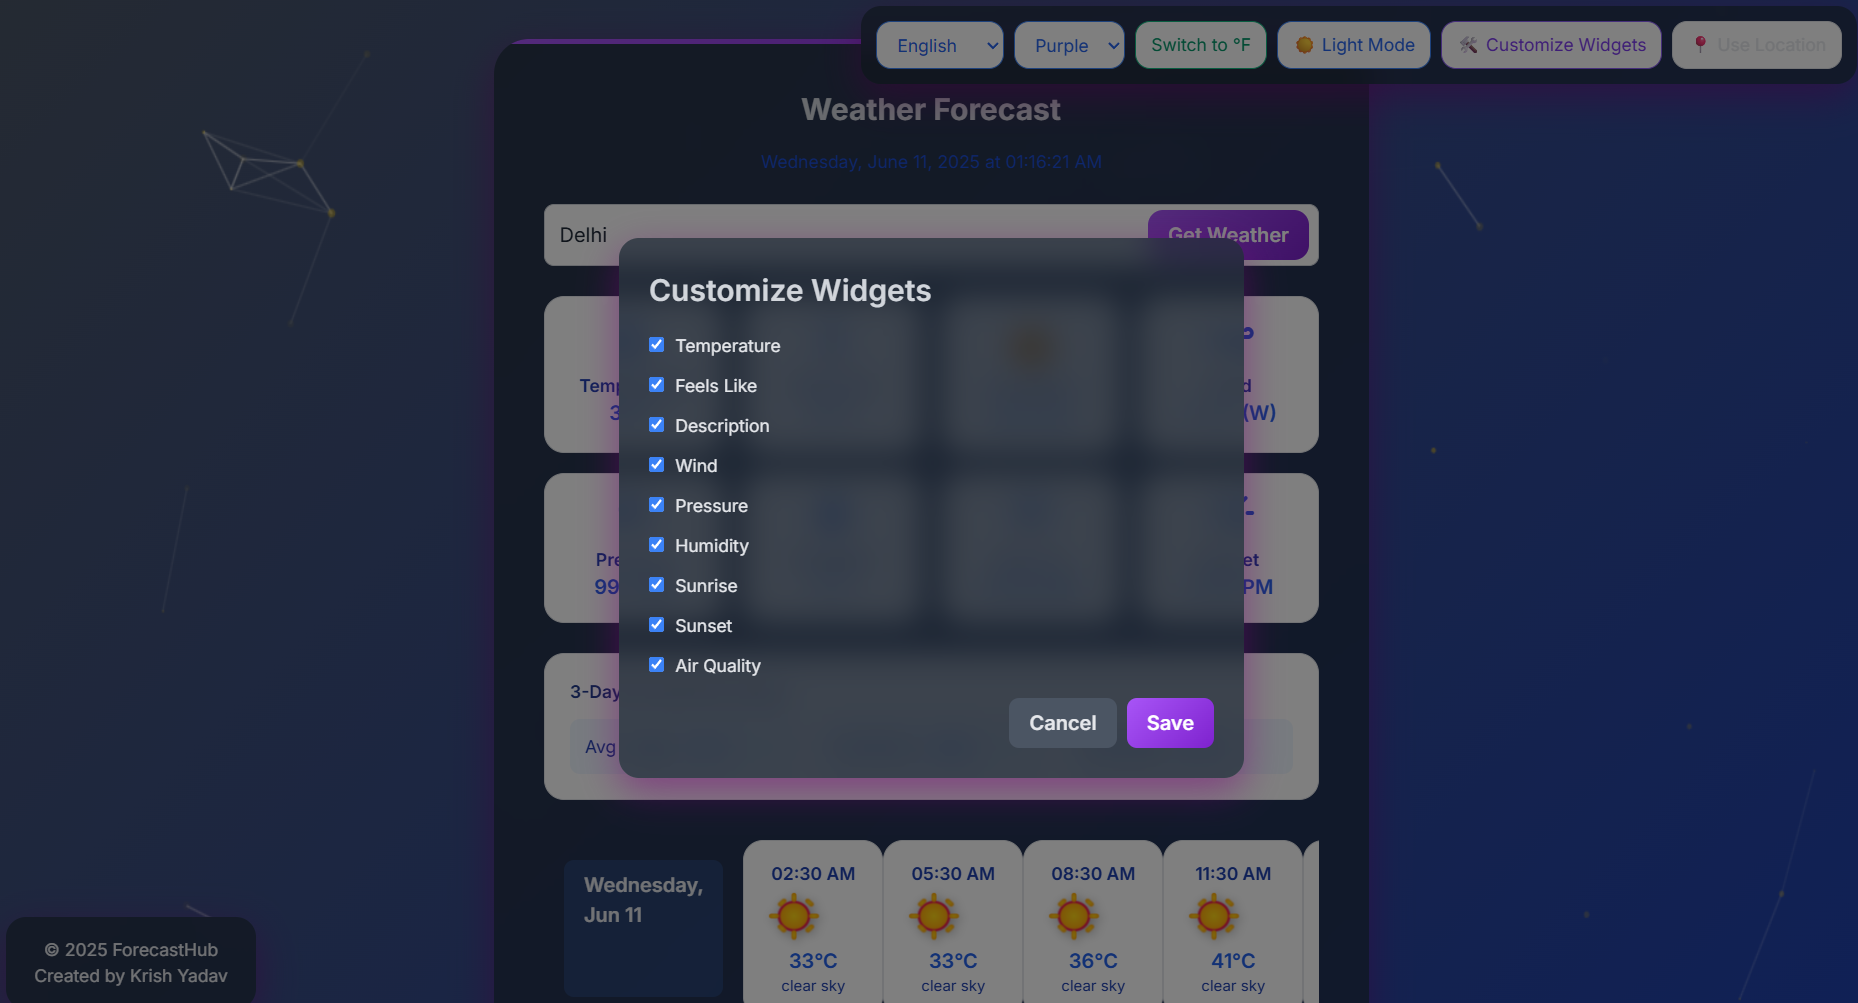 English
Purple
Switch to °F
Light Mode
Customize Widgets
Use Location
Weather Forecast
Wednesday, June 11, 2025 at 01:16:21 AM
Delhi
Get Weather
Customize Widgets
Temperature
Feels Like
Description
Wind
Pressure
Humidity
Sunrise
Sunset
Air Quality
Cancel
Save
(W)
PM
3-Day
Avg
Wednesday,
Jun 11
02:30 AM
33°C
clear sky
05:30 AM
33°C
clear sky
08:30 AM
36°C
clear sky
11:30 AM
41°C
clear sky
© 2025 ForecastHub
Created by Krish Yadav